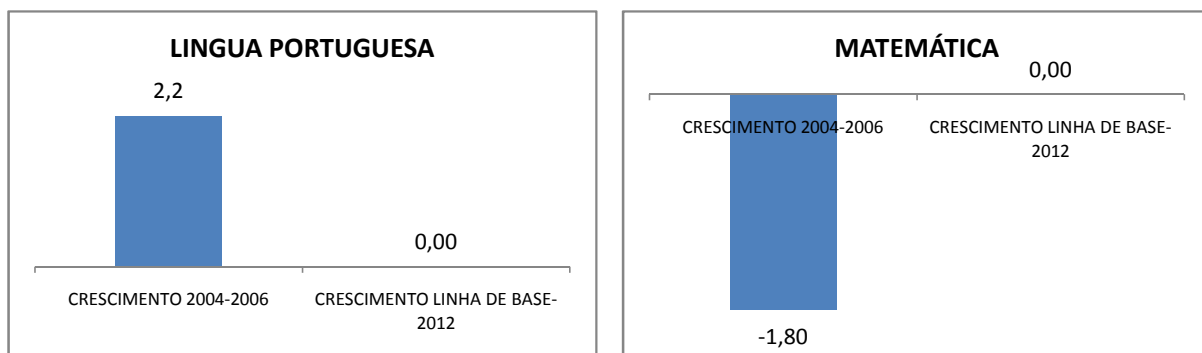 LINGUA PORTUGUESA
2,2
0,00
CRESCIMENTO 2004-2006
CRESCIMENTO LINHA DE BASE-
2012
MATEMÁTICA
0,00
CRESCIMENTO 2004-2006
CRESCIMENTO LINHA DE BASE-
2012
-1,80